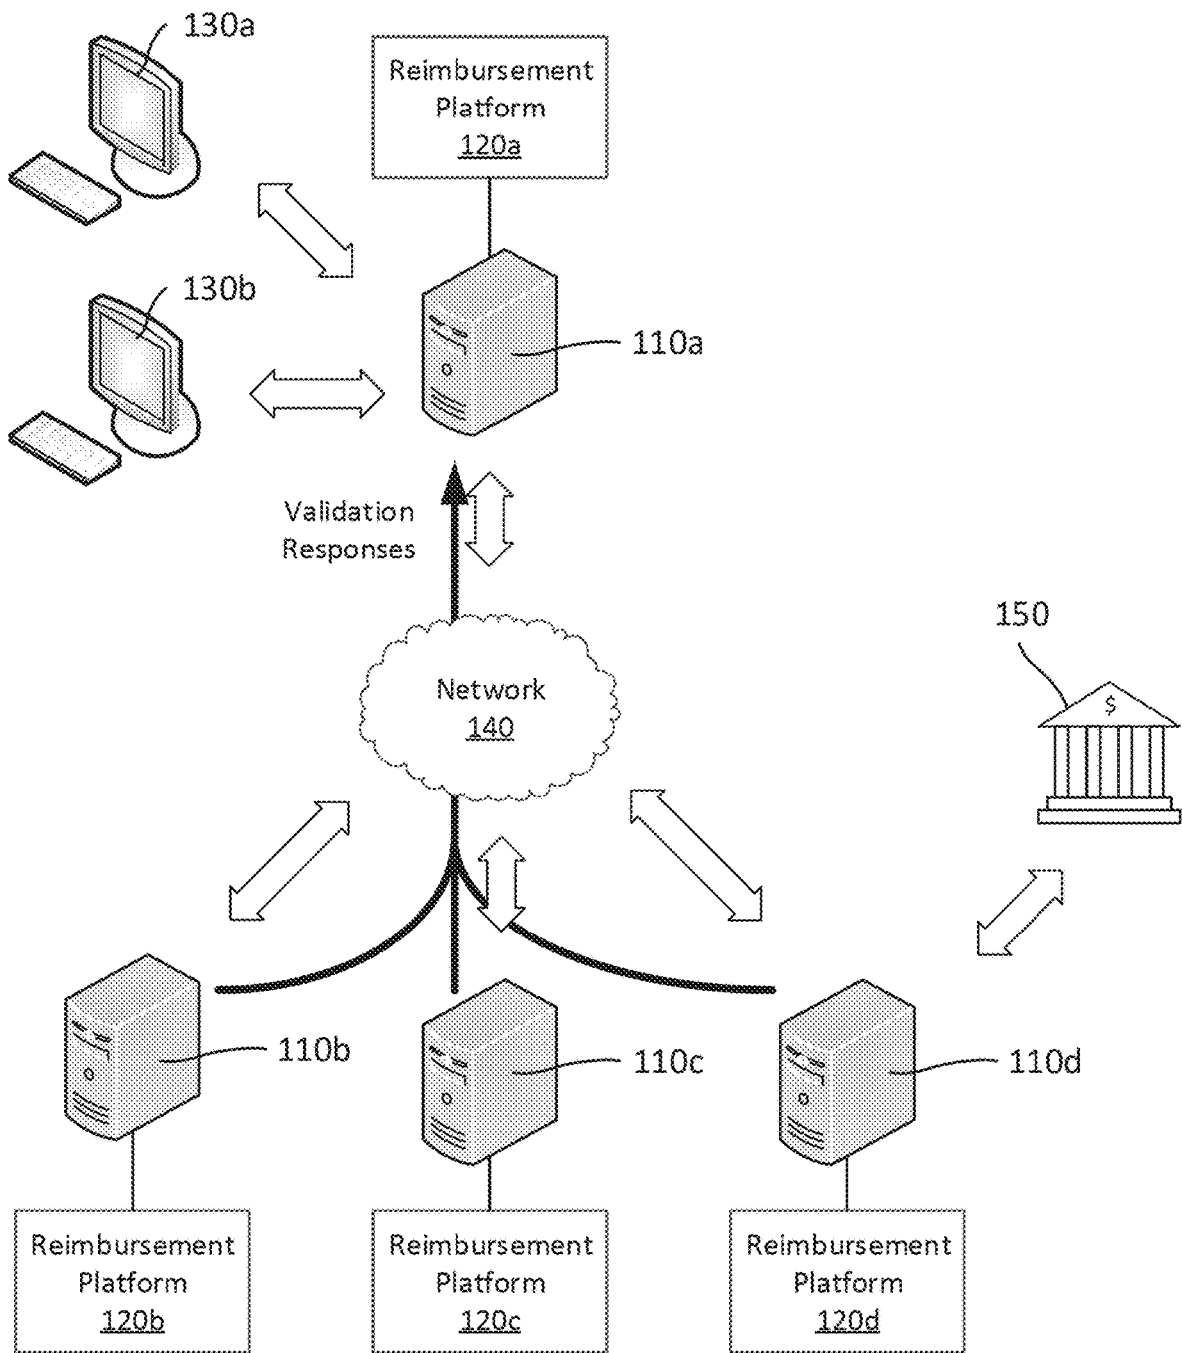 130a
Reimbursement
Platform
120a
130b
110a
Validation
Responses
150
$
Network
140
110b
110c
110d
Reimbursement
Platform
120b
Reimbursement
Platform
120c
Reimbursement
Platform
120d